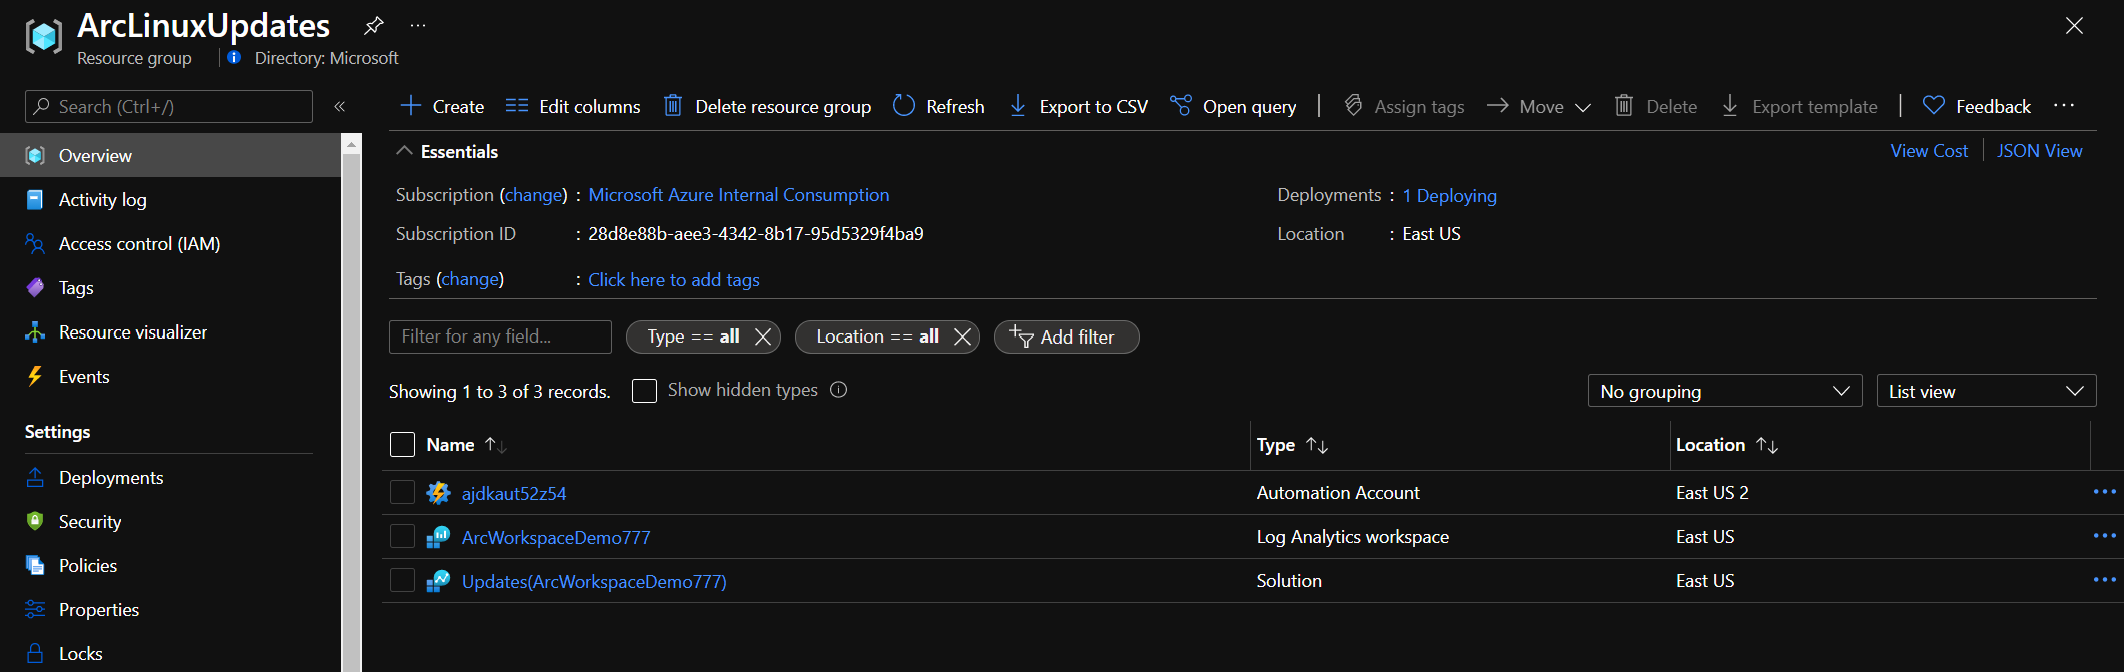 ArcLinuxUpdates ...
Resource group | Directory: Microsoft
Search (Ctrl+/) «
Overview
Activity log
Access control (IAM)
Tags
Resource visualizer
Events
Settings
Deployments
Security
Policies
Properties
Locks
Create Edit columns Delete resource group Refresh Export to CSV Open query | Assign tags Move Delete Export template | Feedback ...
Essentials View Cost | JSON View
Subscription (change) : Microsoft Azure Internal Consumption Deployments : 1 Deploying
Subscription ID : 28d8e88b-aee3-4342-8b17-95d5329f4ba9 Location : East US
Tags (change) : Click here to add tags
Filter for any field... Type == all Location == all Add filter
Showing 1 to 3 of 3 records. Show hidden types No grouping List view
Name Type Location
ajdkaut52z54 Automation Account East US 2 ...
ArcWorkspaceDemo777 Log Analytics workspace East US ...
Updates(ArcWorkspaceDemo777) Solution East US ...